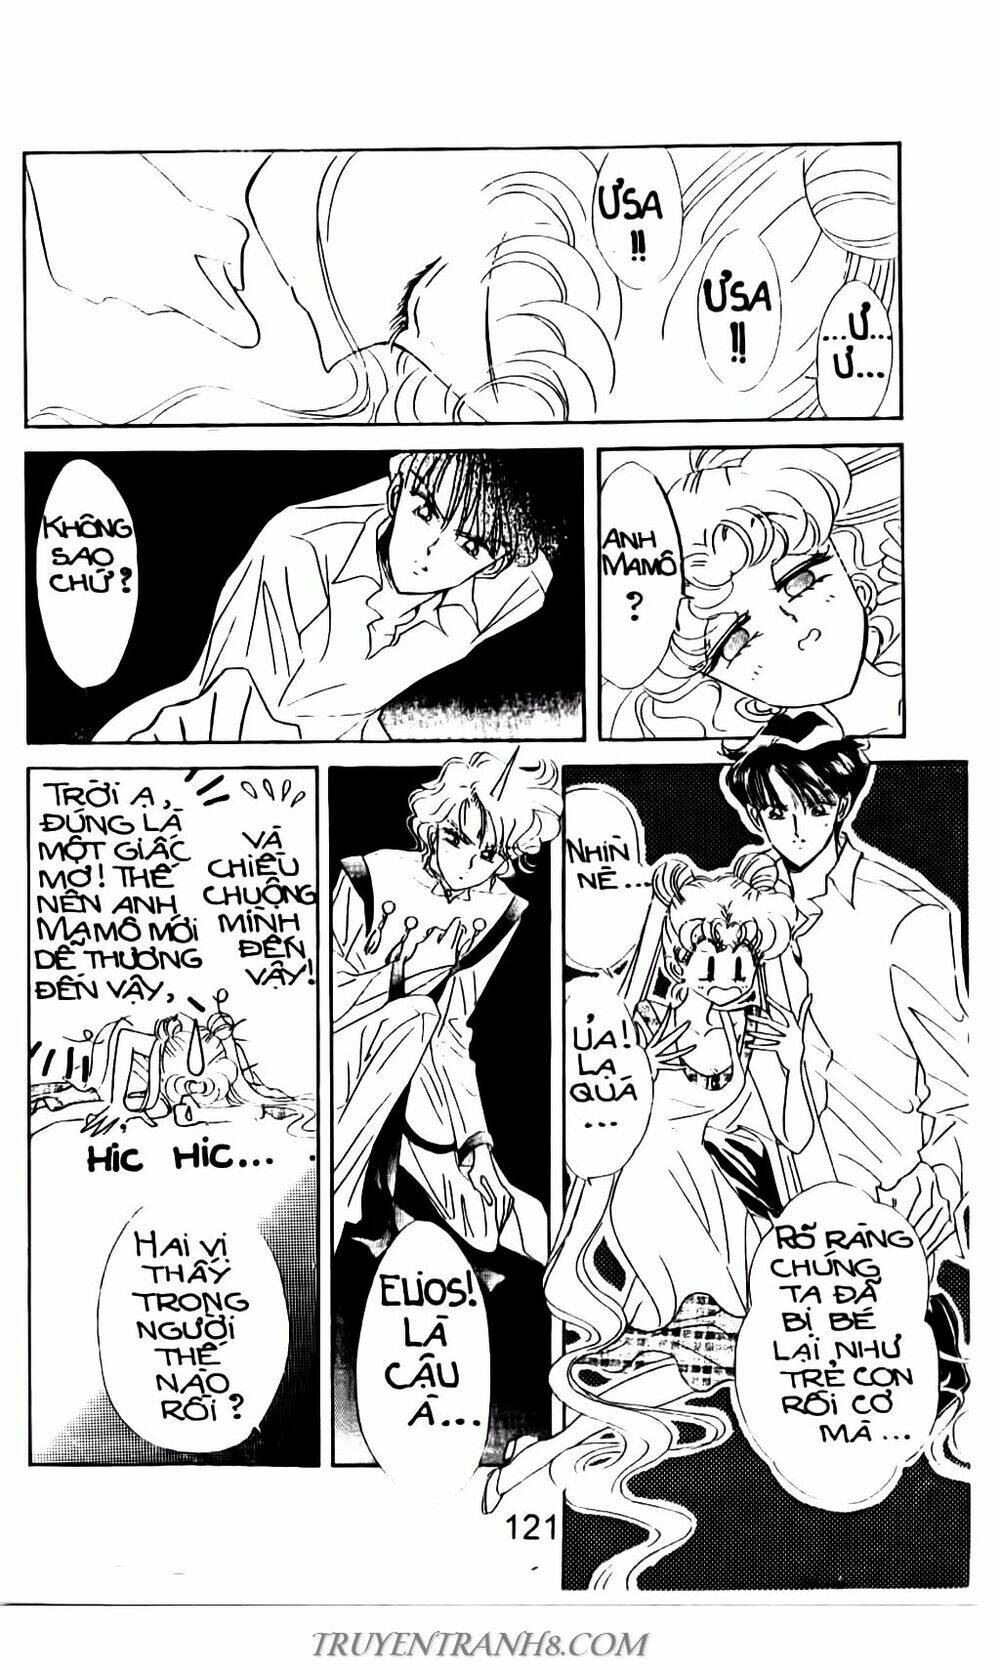 ...Ư...
Ư...
ƯSA
!!
ƯSA
!!
ANH
MAMÔ
?
KHÔNG
SAO
CHỨ?
NHÌN
NÈ...
ỦA!
LẠ
QUÁ
...
RÕ RÀNG
CHÚNG
TA ĐÃ
BỊ BÉ
LẠI NHƯ
TRẺ CON
RỒI CƠ
MÀ...
ELIOS!
LÀ
CẬU
À...
VÀ
CHIỀU
CHUỘNG
MÌNH
ĐẾN
VẬY!
TRỜI Ạ,
ĐÚNG LÀ
MỘT GIẤC
MƠ! THẾ
NÊN ANH
MAMÔ MỚI
DỄ THƯƠNG
ĐẾN VẬY,
HIC HIC...
HAI VỊ
THẤY
TRONG
NGƯỜI
THẾ
NÀO
RỒI?
121
TRUYENTRANH8.COM